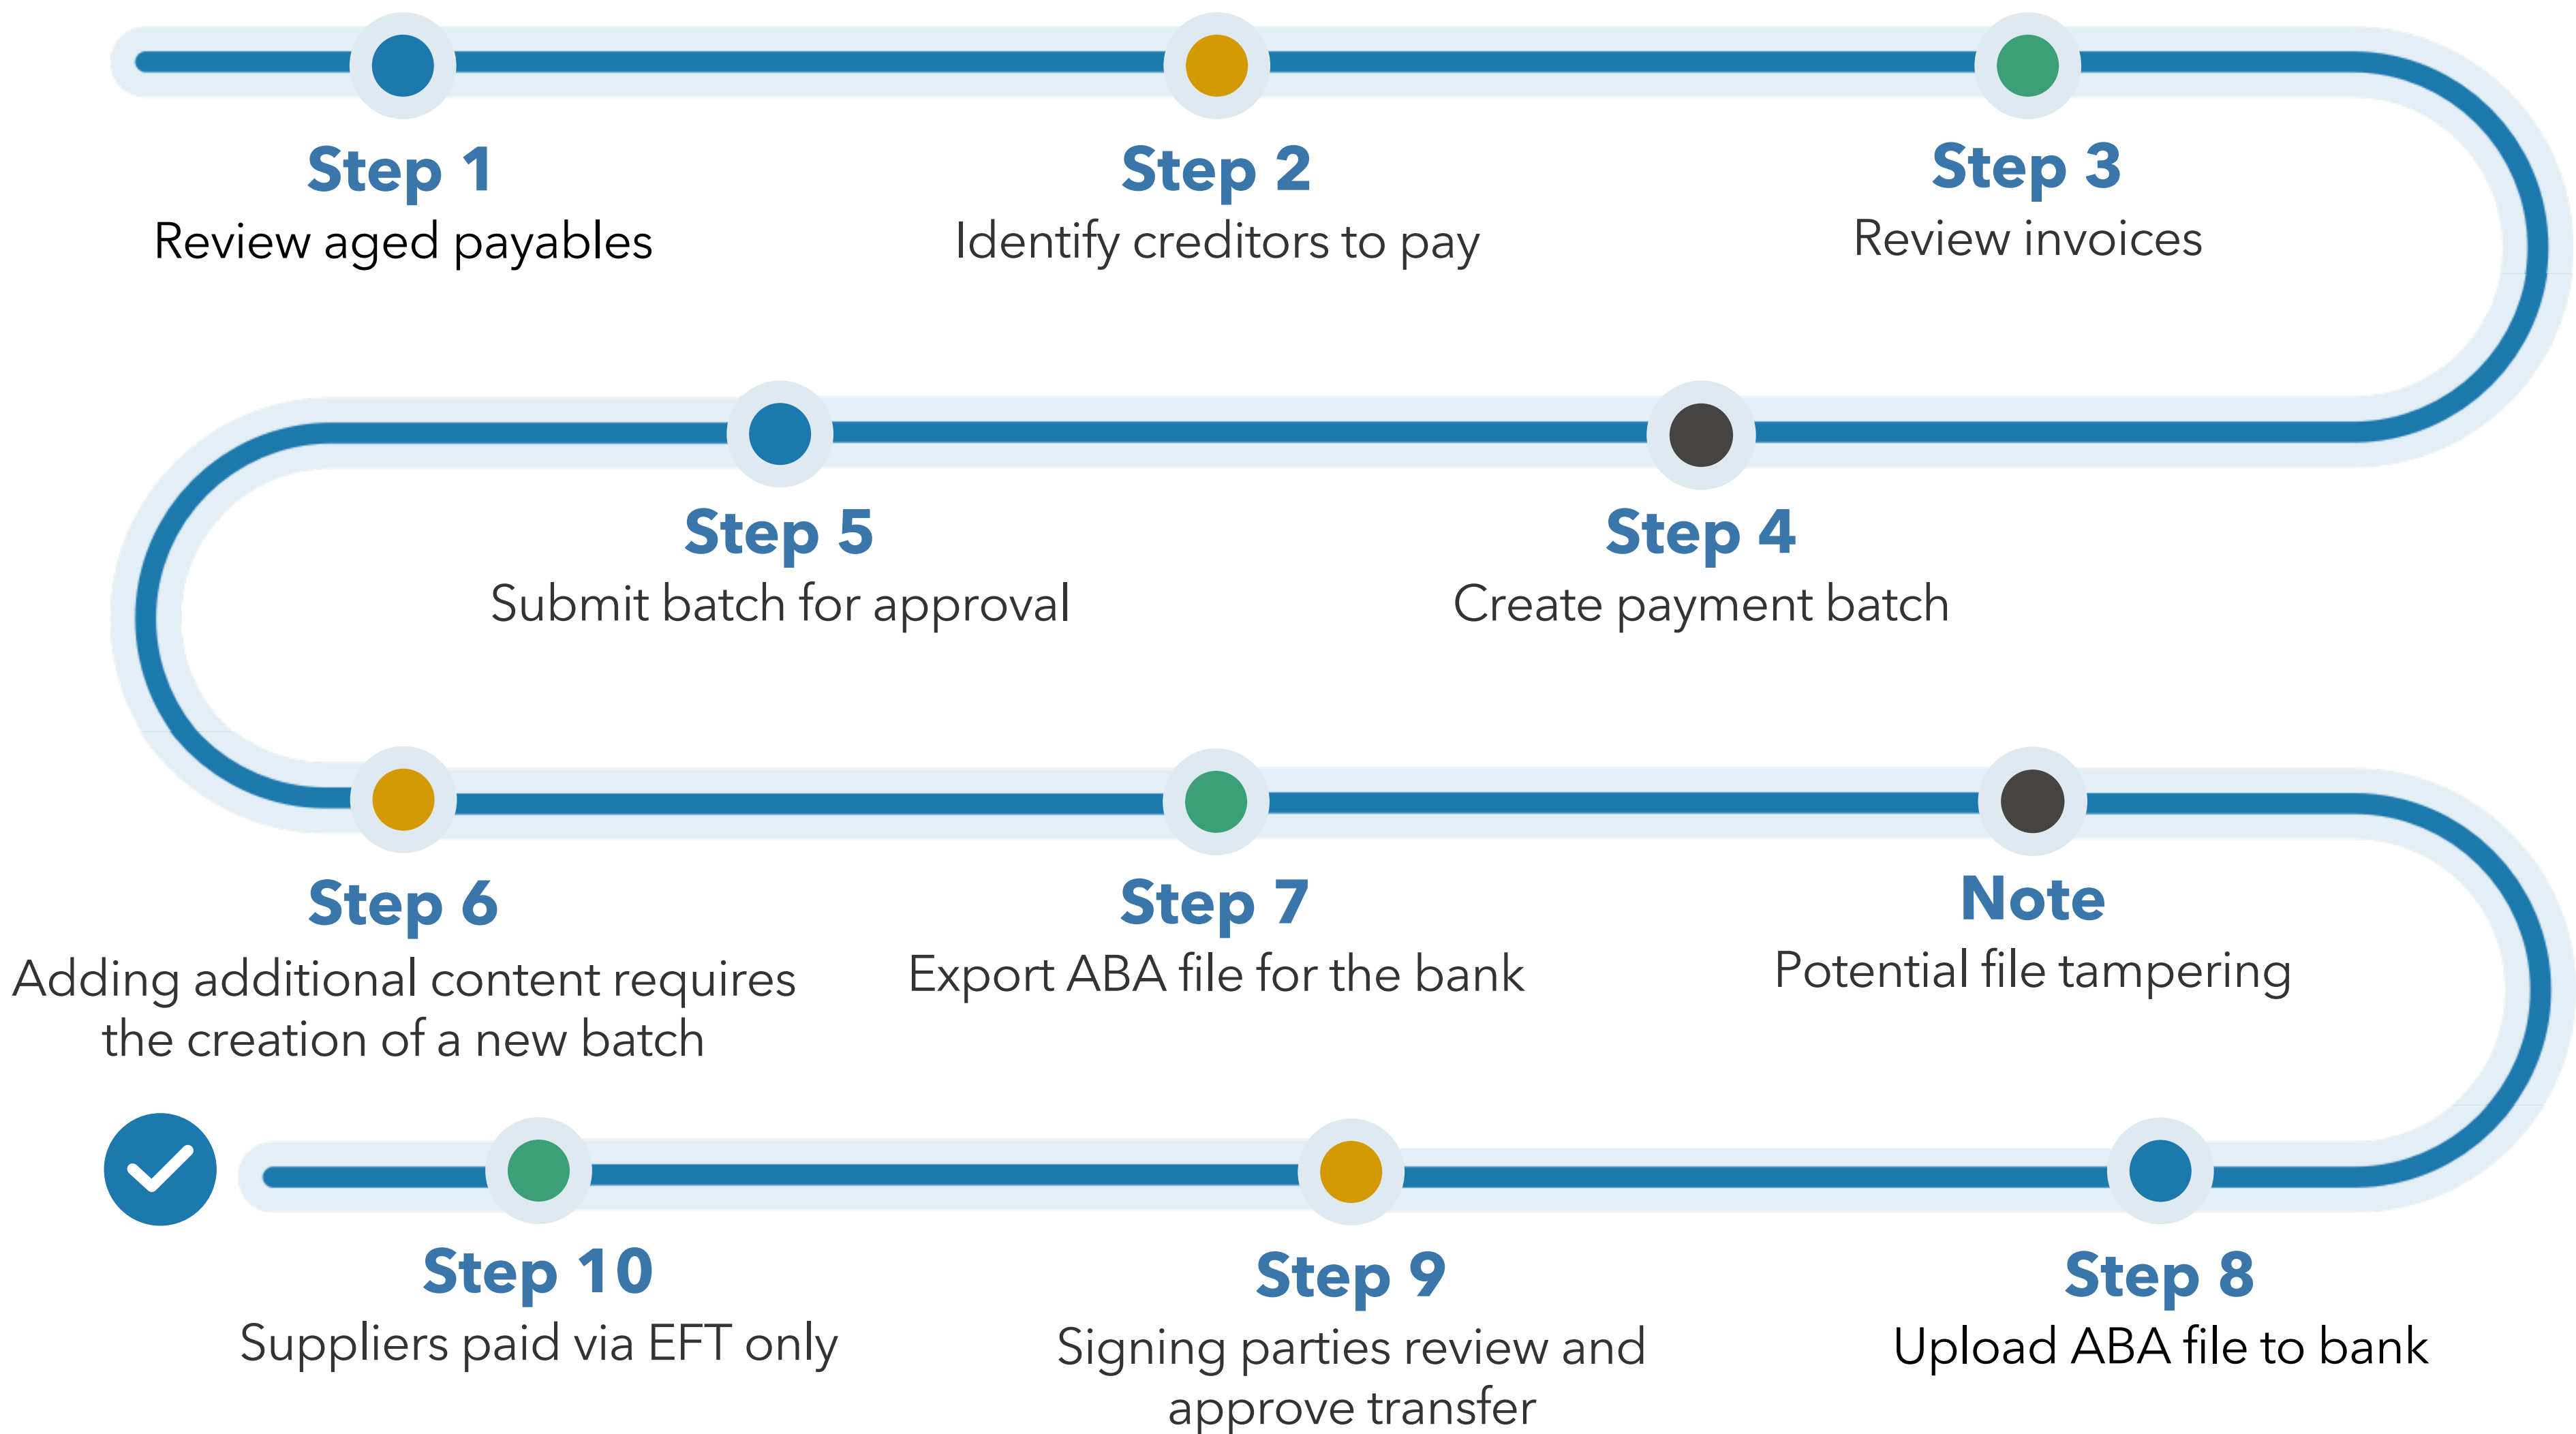 Step 1
Review aged payables
Step 2
Identify creditors to pay
Step 3
Review invoices
Step 4
Create payment batch
Step 5
Submit batch for approval
Step 6
Adding additional content requires
the creation of a new batch
Step 7
Export ABA file for the bank
Note
Potential file tampering
Step 8
Upload ABA file to bank
Step 9
Signing parties review and
approve transfer
Step 10
Suppliers paid via EFT only